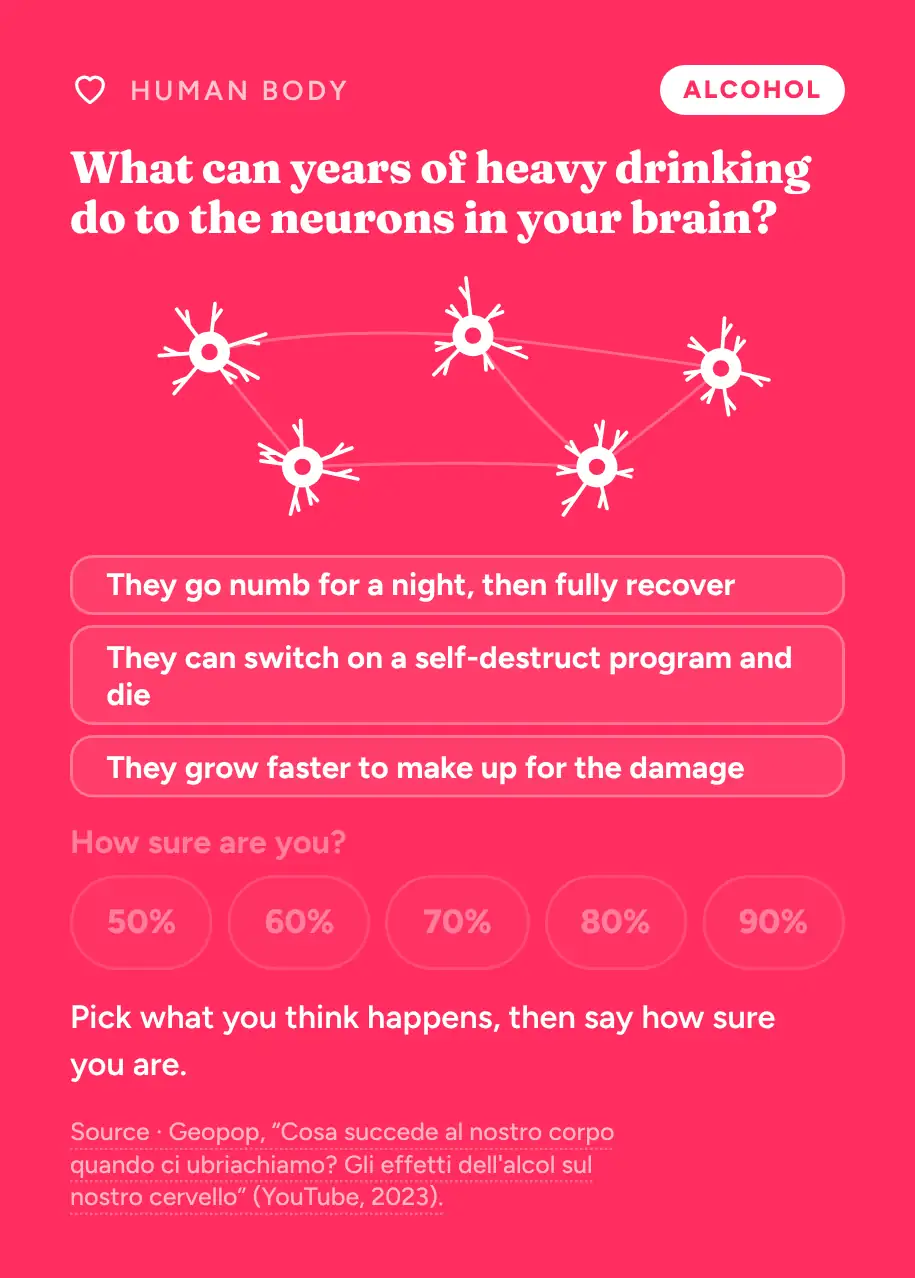 HUMAN BODY
ALCOHOL
What can years of heavy drinking
do to the neurons in your brain?
They go numb for a night, then fully recover
They can switch on a self-destruct program and
die
They grow faster to make up for the damage
How sure are you?
50% 60% 70% 80% 90%
Pick what you think happens, then say how sure
you are.
Source · Geopop, “Cosa succede al nostro corpo
quando ci ubriachiamo? Gli effetti dell'alcol sul
nostro cervello” (YouTube, 2023).